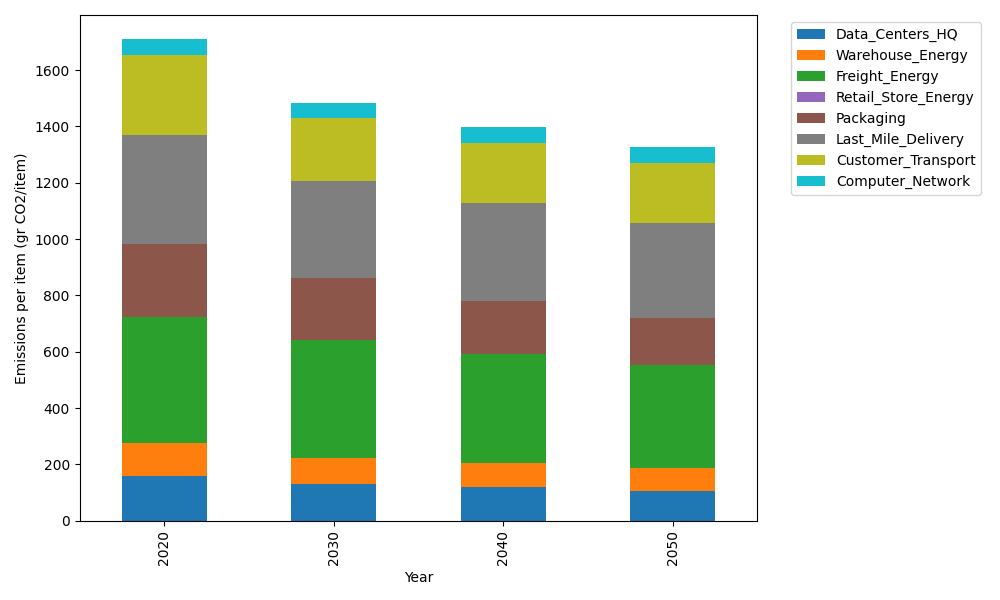 Emissions per item (gr CO2/item)
1600
1400
1200
1000
800
600
400
200
0
2020
2030
2040
2050
Year
Data_Centers_HQ
Warehouse_Energy
Freight_Energy
Retail_Store_Energy
Packaging
Last_Mile_Delivery
Customer_Transport
Computer_Network